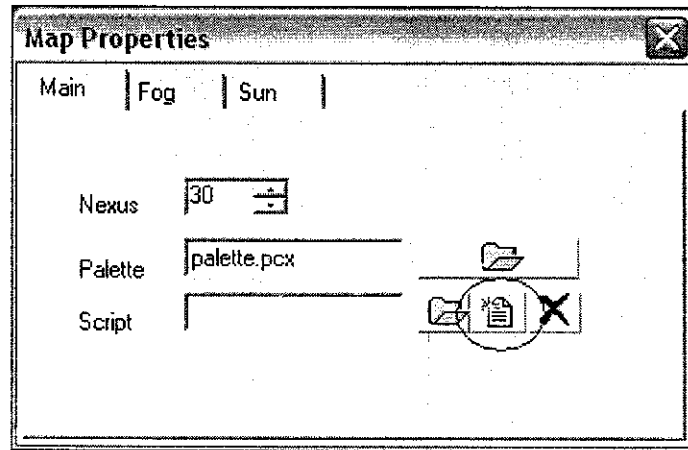 Map Properties
Main Fog Sun
Nexus 30
Palette palette.pcx
Script